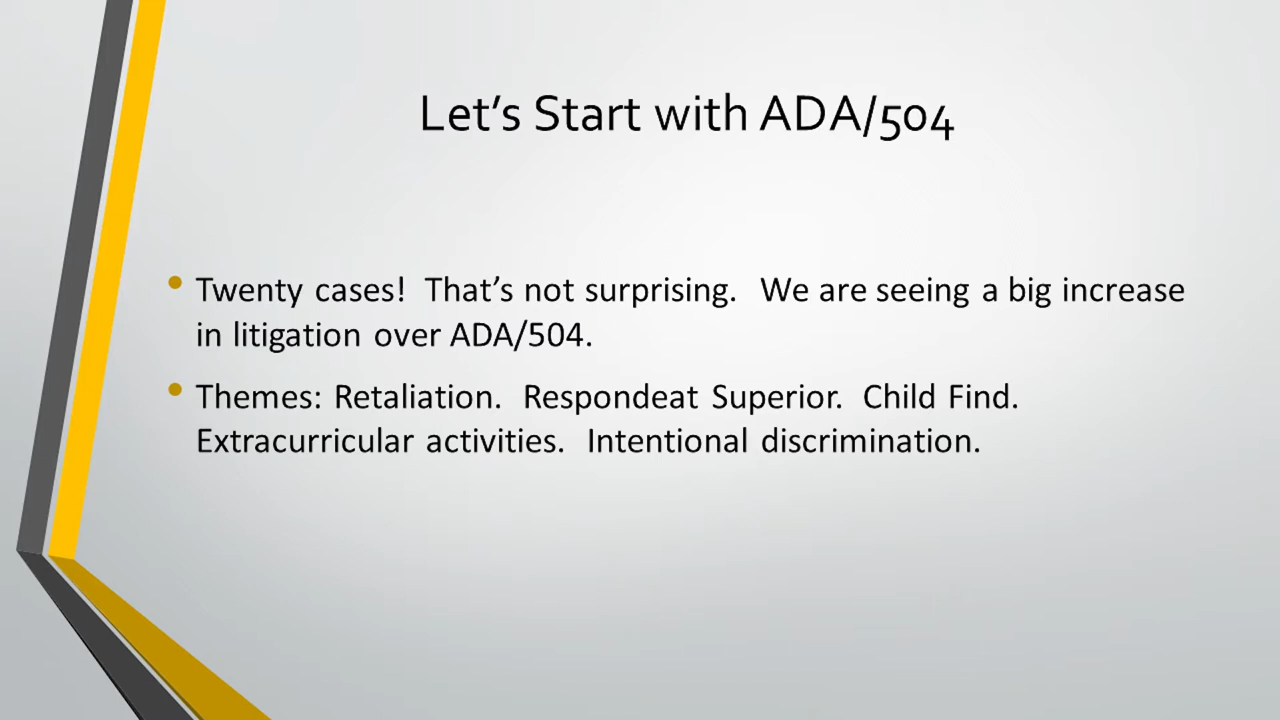 Let’s Start with ADA/504
• Twenty cases!  That’s not surprising.  We are seeing a big increase
in litigation over ADA/504.
• Themes: Retaliation.  Respondeat Superior.  Child Find.
Extracurricular activities.  Intentional discrimination.